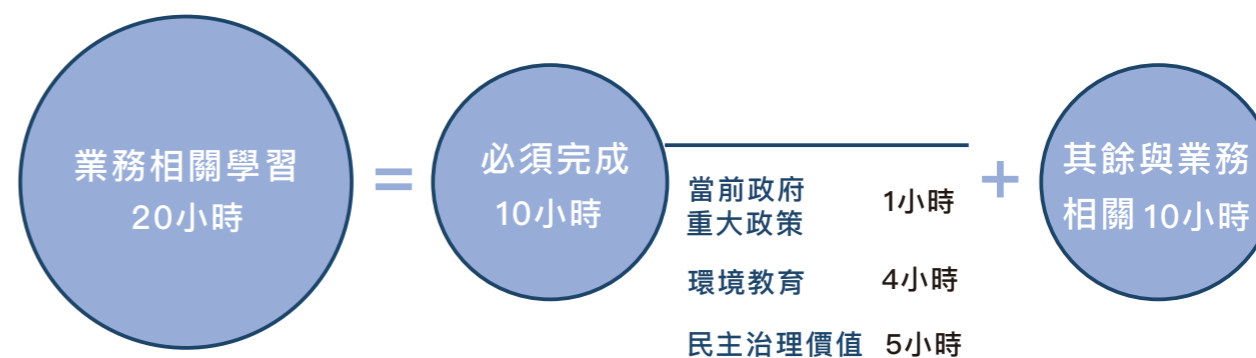 業務相關學習
20小時
=
必須完成
10小時
當前政府
重大政策 1小時
環境教育 4小時
民主治理價值 5小時
+
其餘與業務
相關10小時